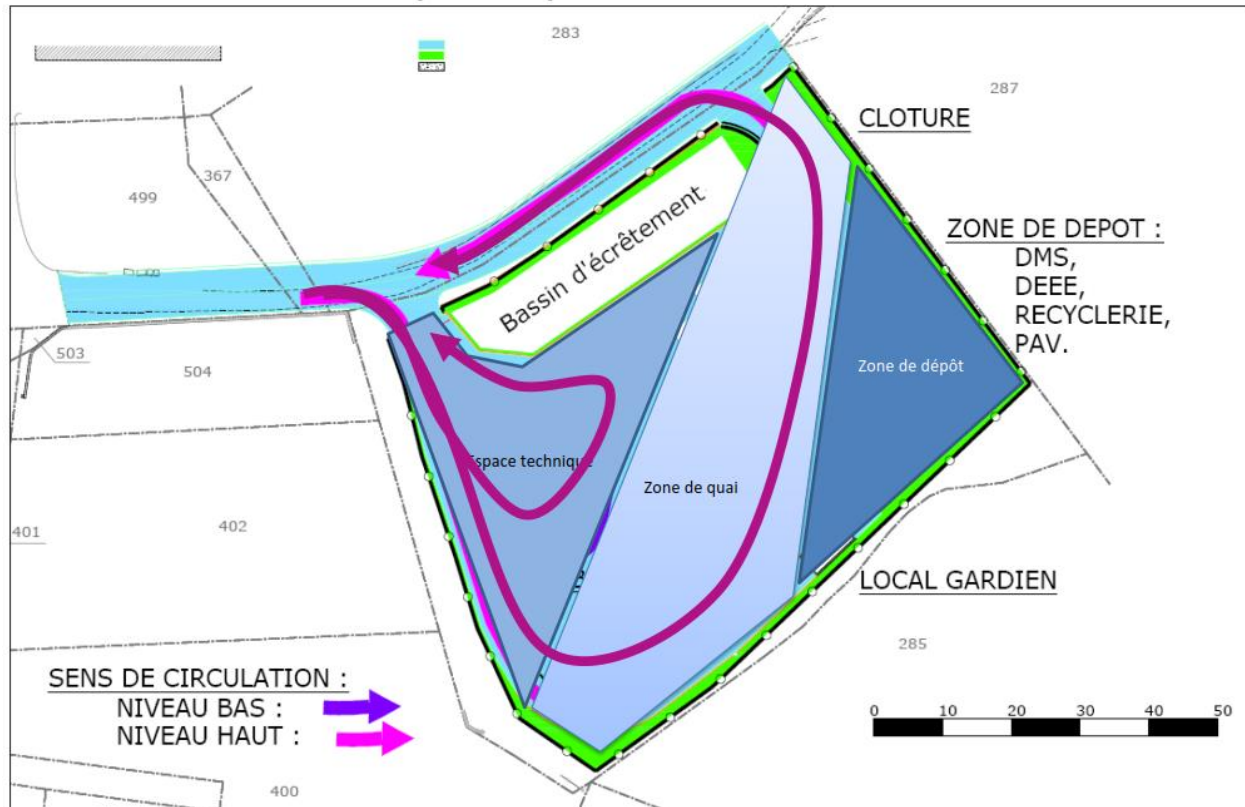 283
287
CLOTURE
367
499
ZONE DE DEPOT :
DMS,
DEEE,
RECYCLERIE,
PAV.
Bassin d'écrêtement
503
504
Zone de dépôt
Espace technique
Zone de quai
401
402
LOCAL GARDIEN
285
SENS DE CIRCULATION :
NIVEAU BAS :
NIVEAU HAUT :
0 10 20 30 40 50
400